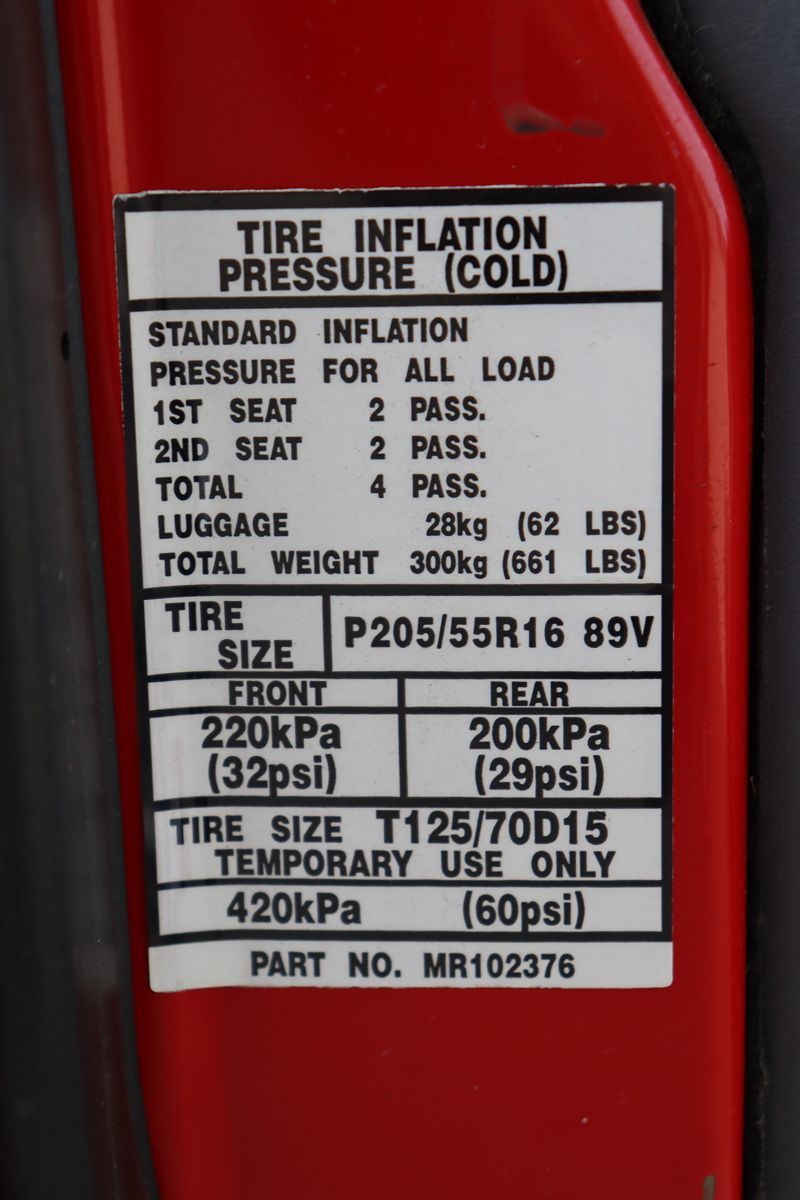 TIRE INFLATION
PRESSURE (COLD)
STANDARD INFLATION
PRESSURE FOR ALL LOAD
1ST SEAT 2 PASS.
2ND SEAT 2 PASS.
TOTAL 4 PASS.
LUGGAGE 28kg (62 LBS)
TOTAL WEIGHT 300kg (661 LBS)
TIRE SIZE P205/55R16 89V
FRONT REAR
220kPa 200kPa
(32psi) (29psi)
TIRE SIZE T125/70D15
TEMPORARY USE ONLY
420kPa (60psi)
PART NO. MR102376